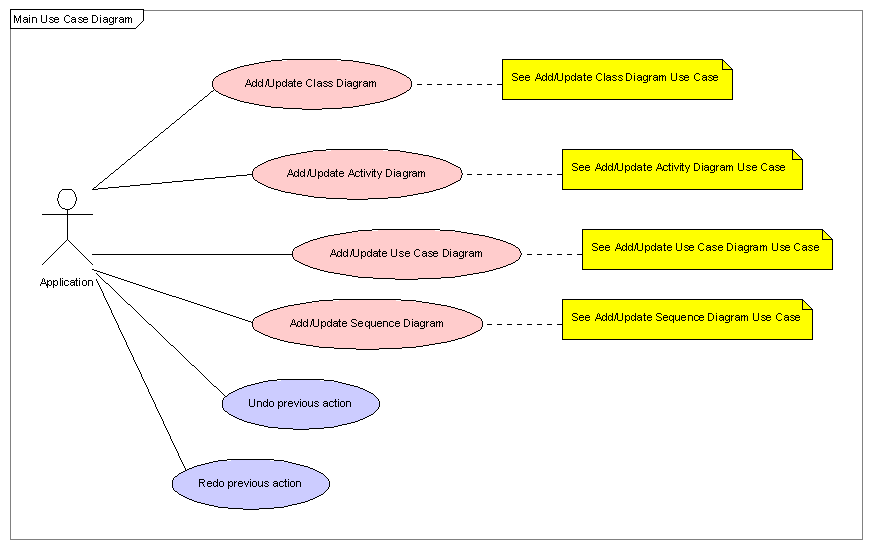 Main Use Case Diagram
Add/Update Class Diagram
See Add/Update Class Diagram Use Case
Add/Update Activity Diagram
See Add/Update Activity Diagram Use Case
Add/Update Use Case Diagram
See Add/Update Use Case Diagram Use Case
Application
Add/Update Sequence Diagram
See Add/Update Sequence Diagram Use Case
Undo previous action
Redo previous action